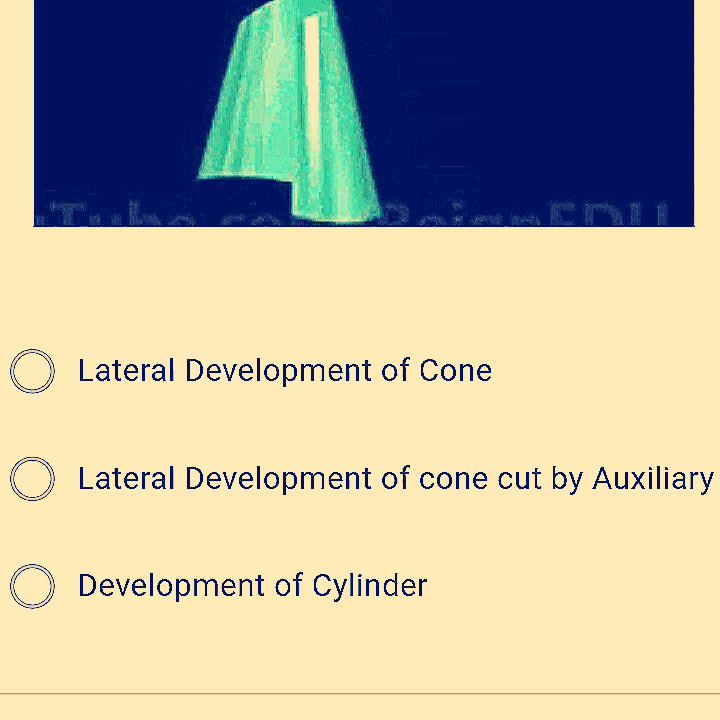 Lateral Development of Cone
Lateral Development of cone cut by Auxiliary
Development of Cylinder